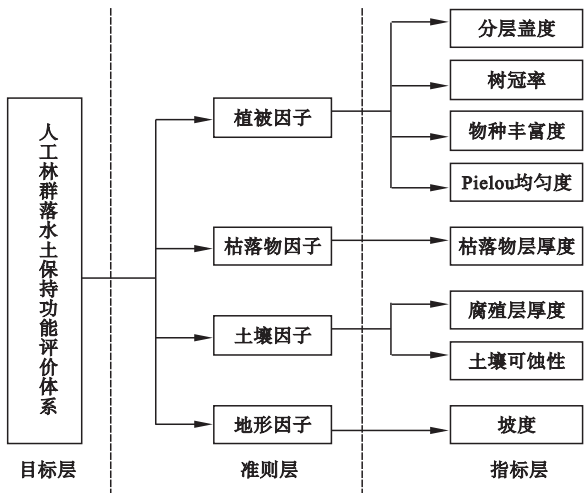 人工林群落水土保持功能评价体系
植被因子
枯落物因子
土壤因子
地形因子
分层盖度
树冠率
物种丰富度
Pielou均匀度
枯落物层厚度
腐殖层厚度
土壤可蚀性
坡度
目标层
准则层
指标层